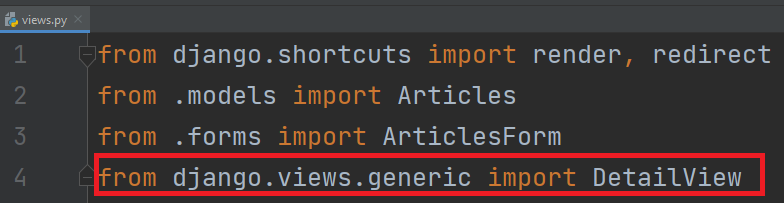 views.py
1 from django.shortcuts import render, redirect
2 from .models import Articles
3 from .forms import ArticlesForm
4 from django.views.generic import DetailView